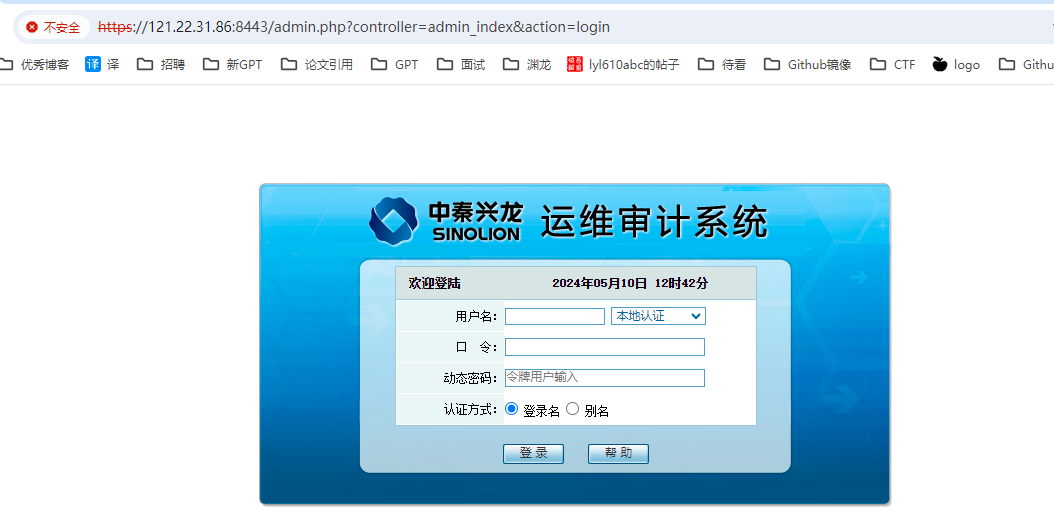 不安全 https://121.22.31.86:8443/admin.php?controller=admin_index&action=login
优秀博客 译 译 招聘 新GPT 论文引用 GPT 面试 渊龙 lyl610abc的帖子 待看 Github镜像 CTF logo Githu
中秦兴龙 运维审计系统
SINOLION
欢迎登陆 2024年05月10日 12时42分
用户名: 本地认证
口 令:
动态密码: 令牌用户输入
认证方式: 登录名 别名
登 录 帮 助